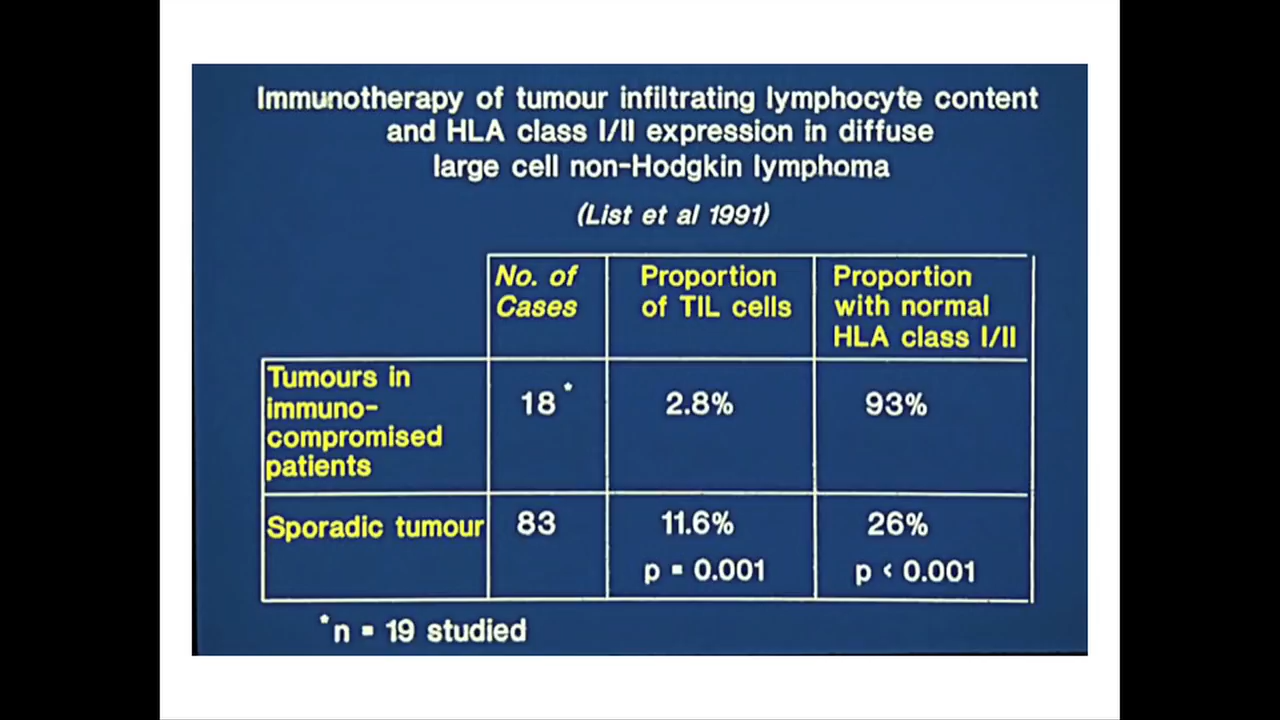 Immunotherapy of tumour infiltrating lymphocyte content
and HLA class I/II expression in diffuse
large cell non-Hodgkin lymphoma
(List et al 1991)
No. of
Cases
Proportion
of TIL cells
Proportion
with normal
HLA class I/II
Tumours in
immuno-
compromised
patients
18*
2.8%
93%
Sporadic tumour
83
11.6%
p = 0.001
26%
p < 0.001
*n = 19 studied